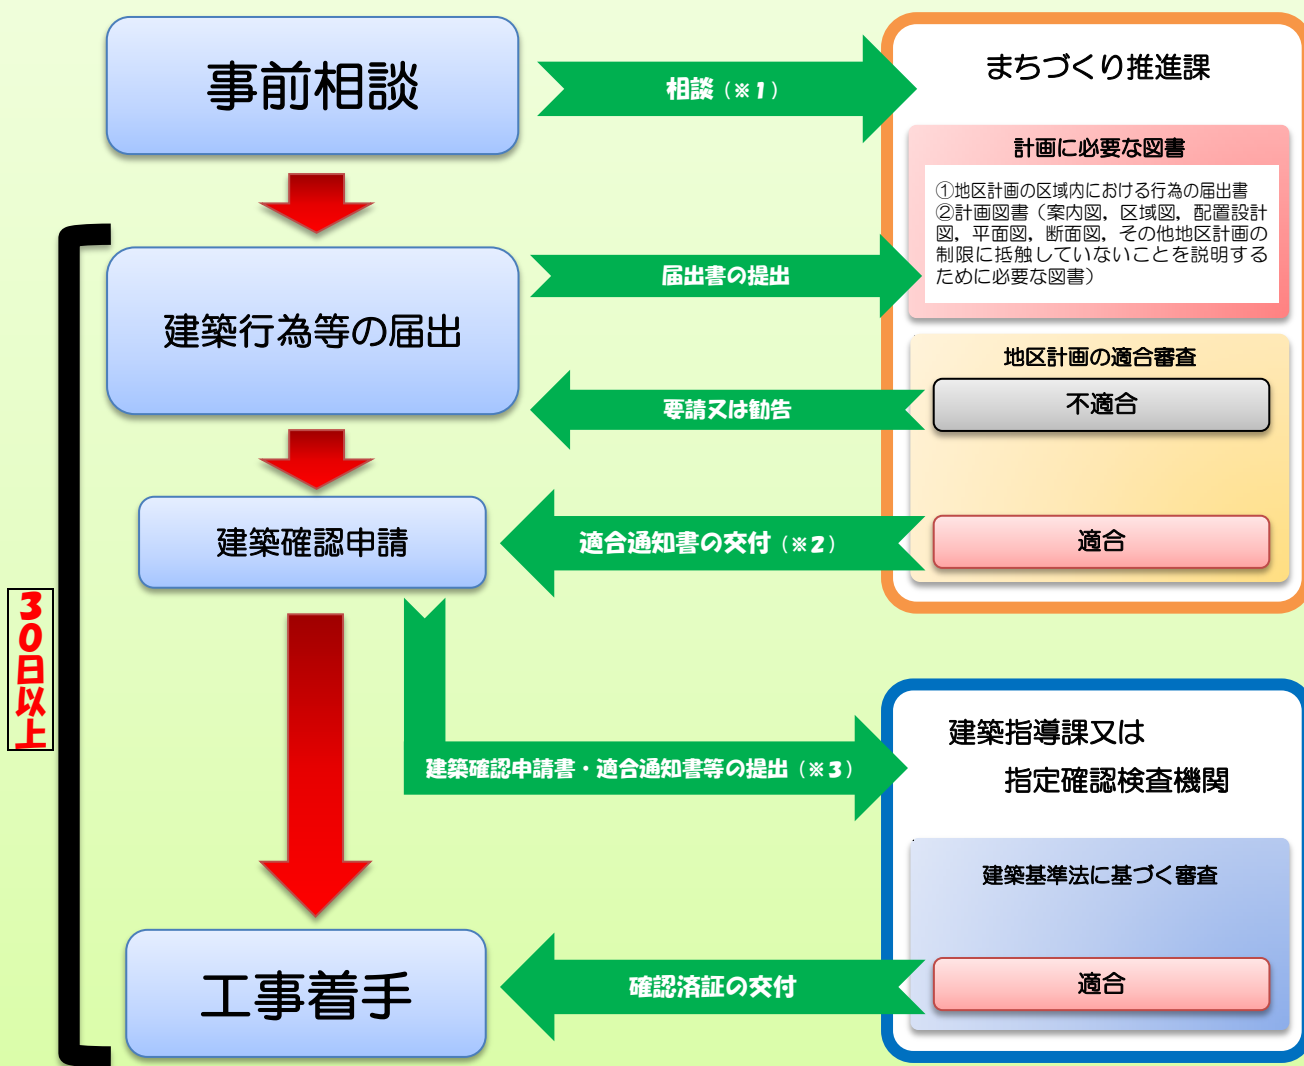 事前相談
相談（※1）
まちづくり推進課
計画に必要な図書
①地区計画の区域内における行為の届出書
②計画図書（案内図，区域図，配置設計
図，平面図，断面図，その他地区計画の
制限に抵触していないことを説明する
ために必要な図書）
建築行為等の届出
届出書の提出
地区計画の適合審査
不適合
要請又は勧告
建築確認申請
適合通知書の交付（※2）
適合
30日以上
建築確認申請書・適合通知書等の提出（※3）
建築指導課又は
指定確認検査機関
建築基準法に基づく審査
工事着手
確認済証の交付
適合